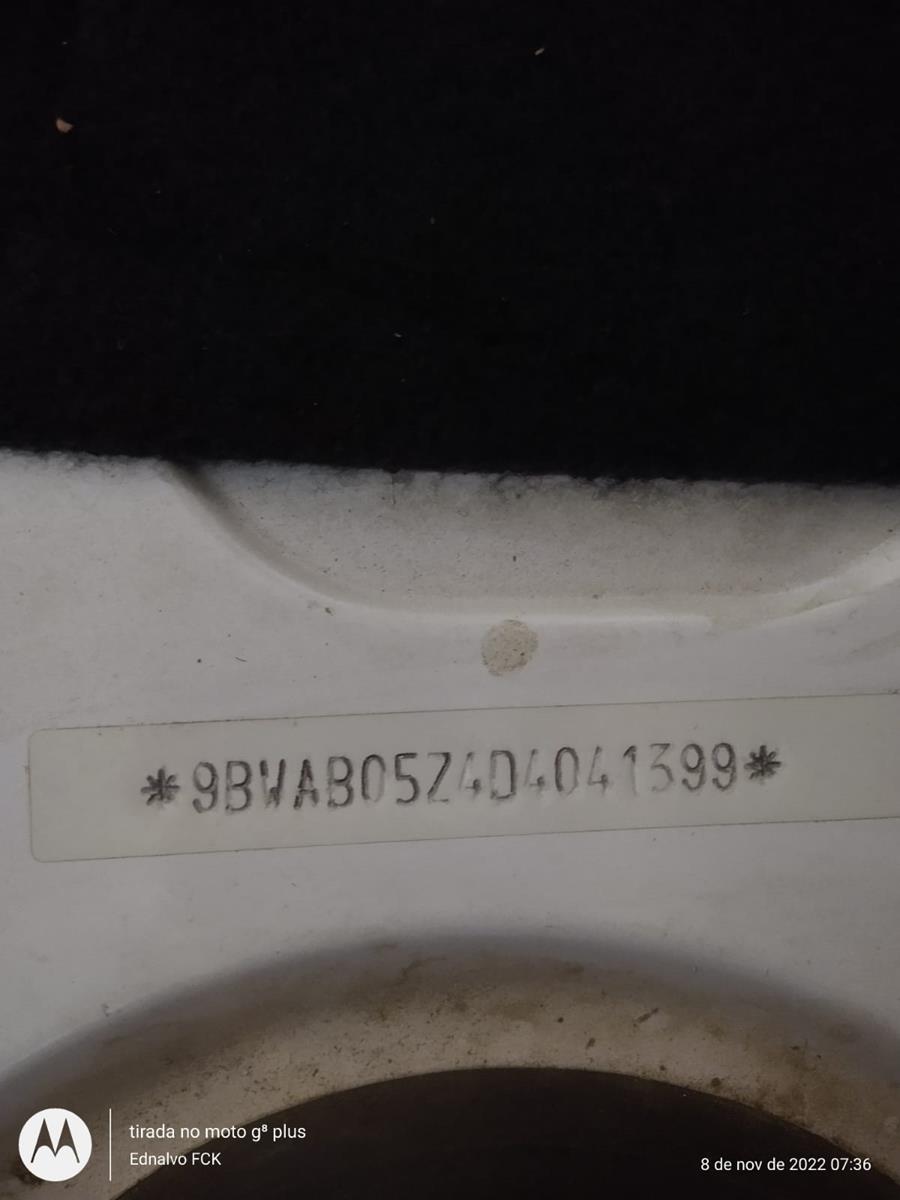 *9BWAB05Z4D4041399*
tirada no moto g⁸ plus
Ednalvo FCK
8 de nov de 2022 07:36